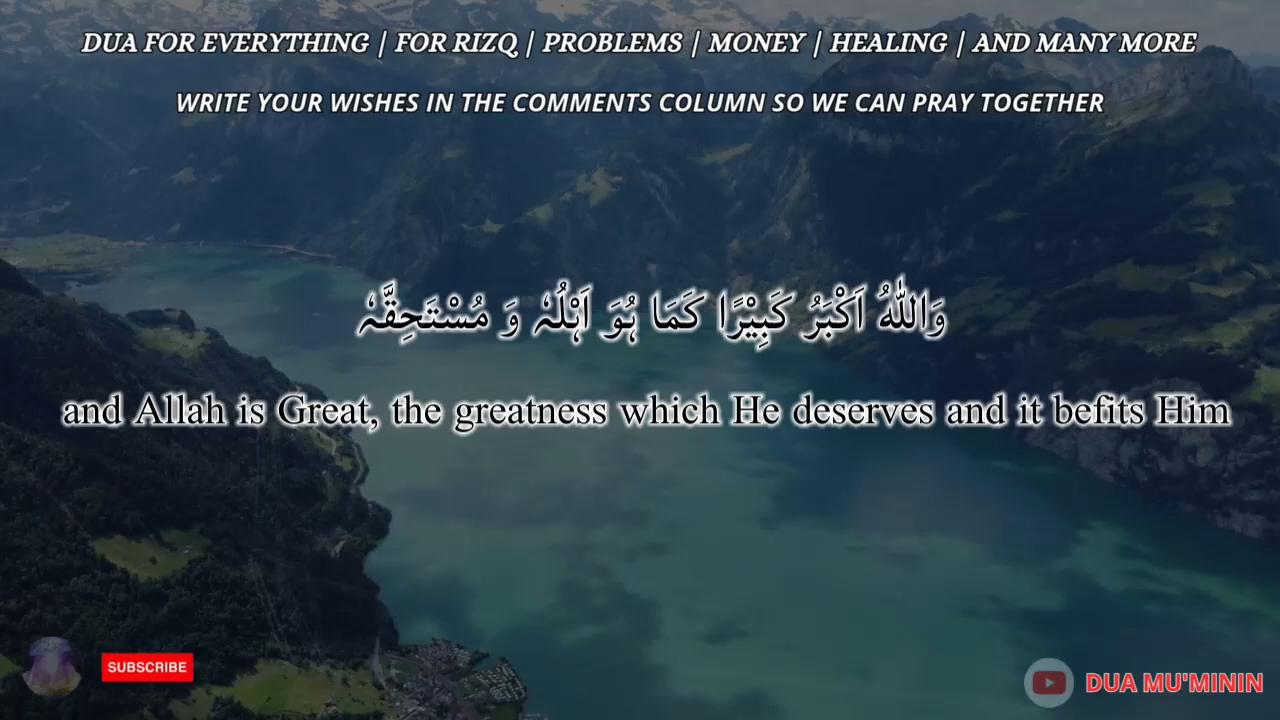 DUA FOR EVERYTHING | FOR RIZQ | PROBLEMS | MONEY | HEALING | AND MANY MORE
WRITE YOUR WISHES IN THE COMMENTS COLUMN SO WE CAN PRAY TOGETHER
وَاللّٰهُ اَكْبَرُ كَبِيْرًا كَمَا ہُوَ اَہْلُہٗ وَ مُسْتَحِقَّہٗ
and Allah is Great, the greatness which He deserves and it befits Him
SUBSCRIBE
DUA MU'MININ